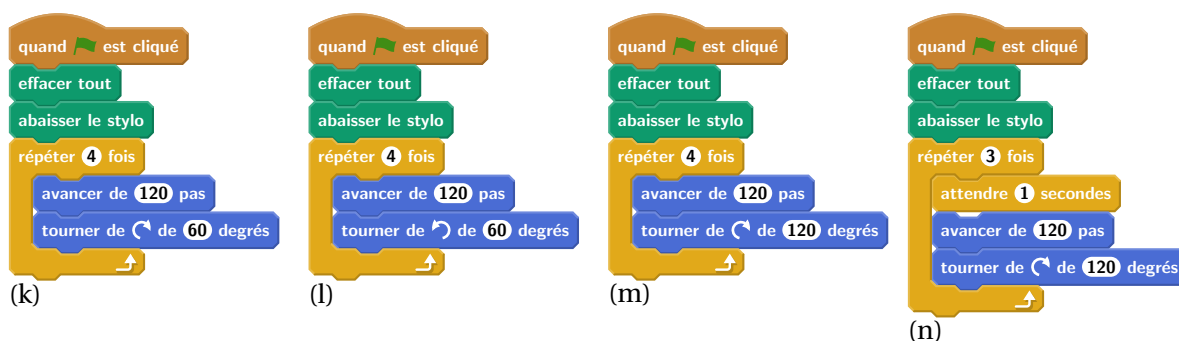 quand est cliqué
effacer tout
abaisser le stylo
répéter 4 fois
avancer de 120 pas
tourner de de 60 degrés
(k)
quand est cliqué
effacer tout
abaisser le stylo
répéter 4 fois
avancer de 120 pas
tourner de de 60 degrés
(l)
quand est cliqué
effacer tout
abaisser le stylo
répéter 4 fois
avancer de 120 pas
tourner de de 120 degrés
(m)
quand est cliqué
effacer tout
abaisser le stylo
répéter 3 fois
attendre 1 secondes
avancer de 120 pas
tourner de de 120 degrés
(n)